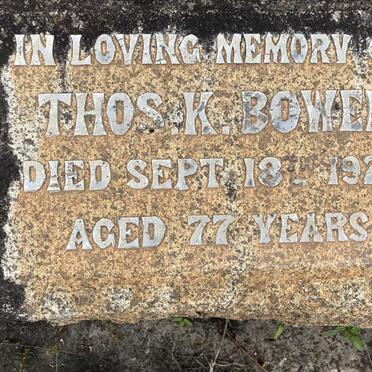 IN LOVING MEMORY
THOS. K. BOWE
DIED SEPT 18TH 192
AGED 77 YEARS